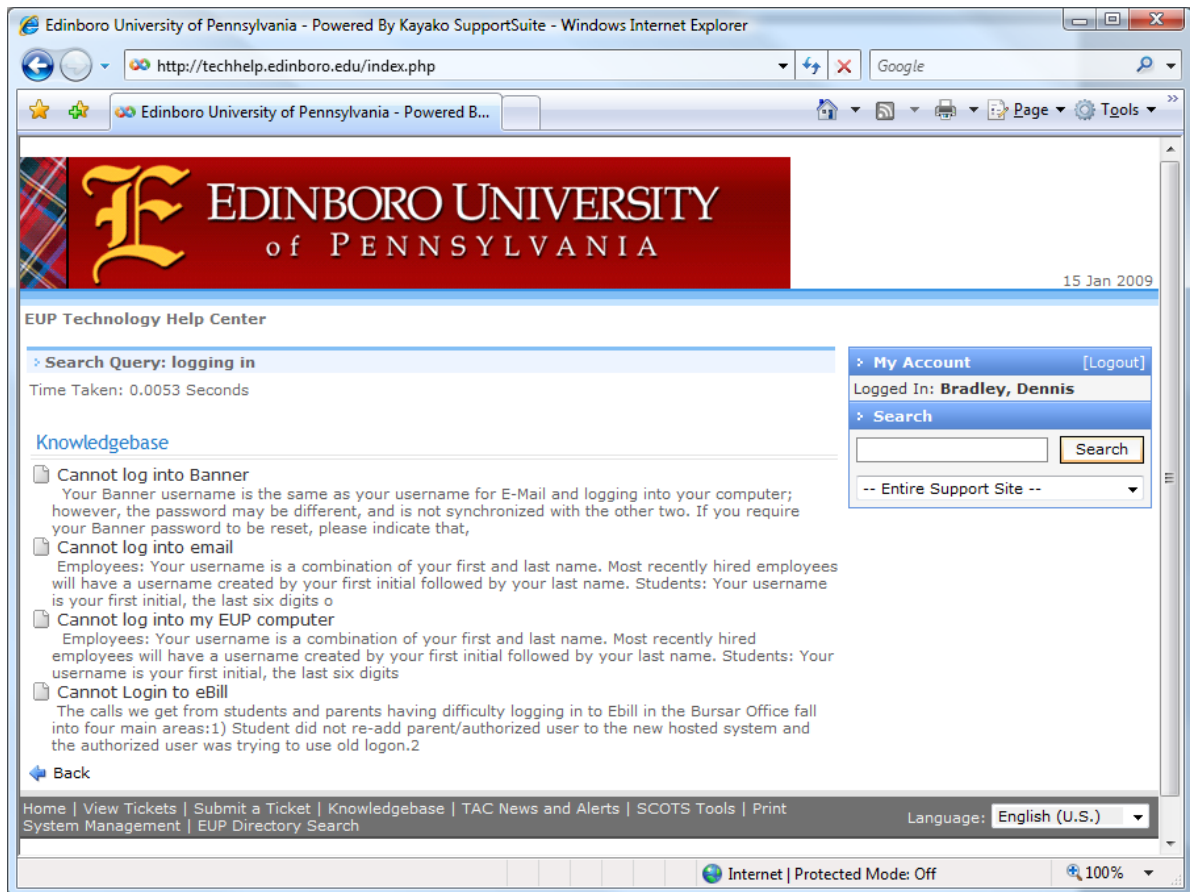 Edinboro University of Pennsylvania - Powered By Kayako SupportSuite - Windows Internet Explorer
http://techhelp.edinboro.edu/index.php
Google
Edinboro University of Pennsylvania - Powered B...
Page
Tools
E EDINBORO UNIVERSITY
of PENNSYLVANIA
15 Jan 2009
EUP Technology Help Center
Search Query: logging in
Time Taken: 0.0053 Seconds
Knowledgebase
Cannot log into Banner
Your Banner username is the same as your username for E-Mail and logging into your computer;
however, the password may be different, and is not synchronized with the other two. If you require
your Banner password to be reset, please indicate that,
Cannot log into email
Employees: Your username is a combination of your first and last name. Most recently hired employees
will have a username created by your first initial followed by your last name. Students: Your username
is your first initial, the last six digits o
Cannot log into my EUP computer
Employees: Your username is a combination of your first and last name. Most recently hired
employees will have a username created by your first initial followed by your last name. Students: Your
username is your first initial, the last six digits
Cannot Login to eBill
The calls we get from students and parents having difficulty logging in to Ebill in the Bursar Office fall
into four main areas:1) Student did not re-add parent/authorized user to the new hosted system and
the authorized user was trying to use old logon.2
Back
My Account [Logout]
Logged In: Bradley, Dennis
Search
Search
-- Entire Support Site --
Home | View Tickets | Submit a Ticket | Knowledgebase | TAC News and Alerts | SCOTS Tools | Print
System Management | EUP Directory Search
Language: English (U.S.)
Internet | Protected Mode: Off
100%